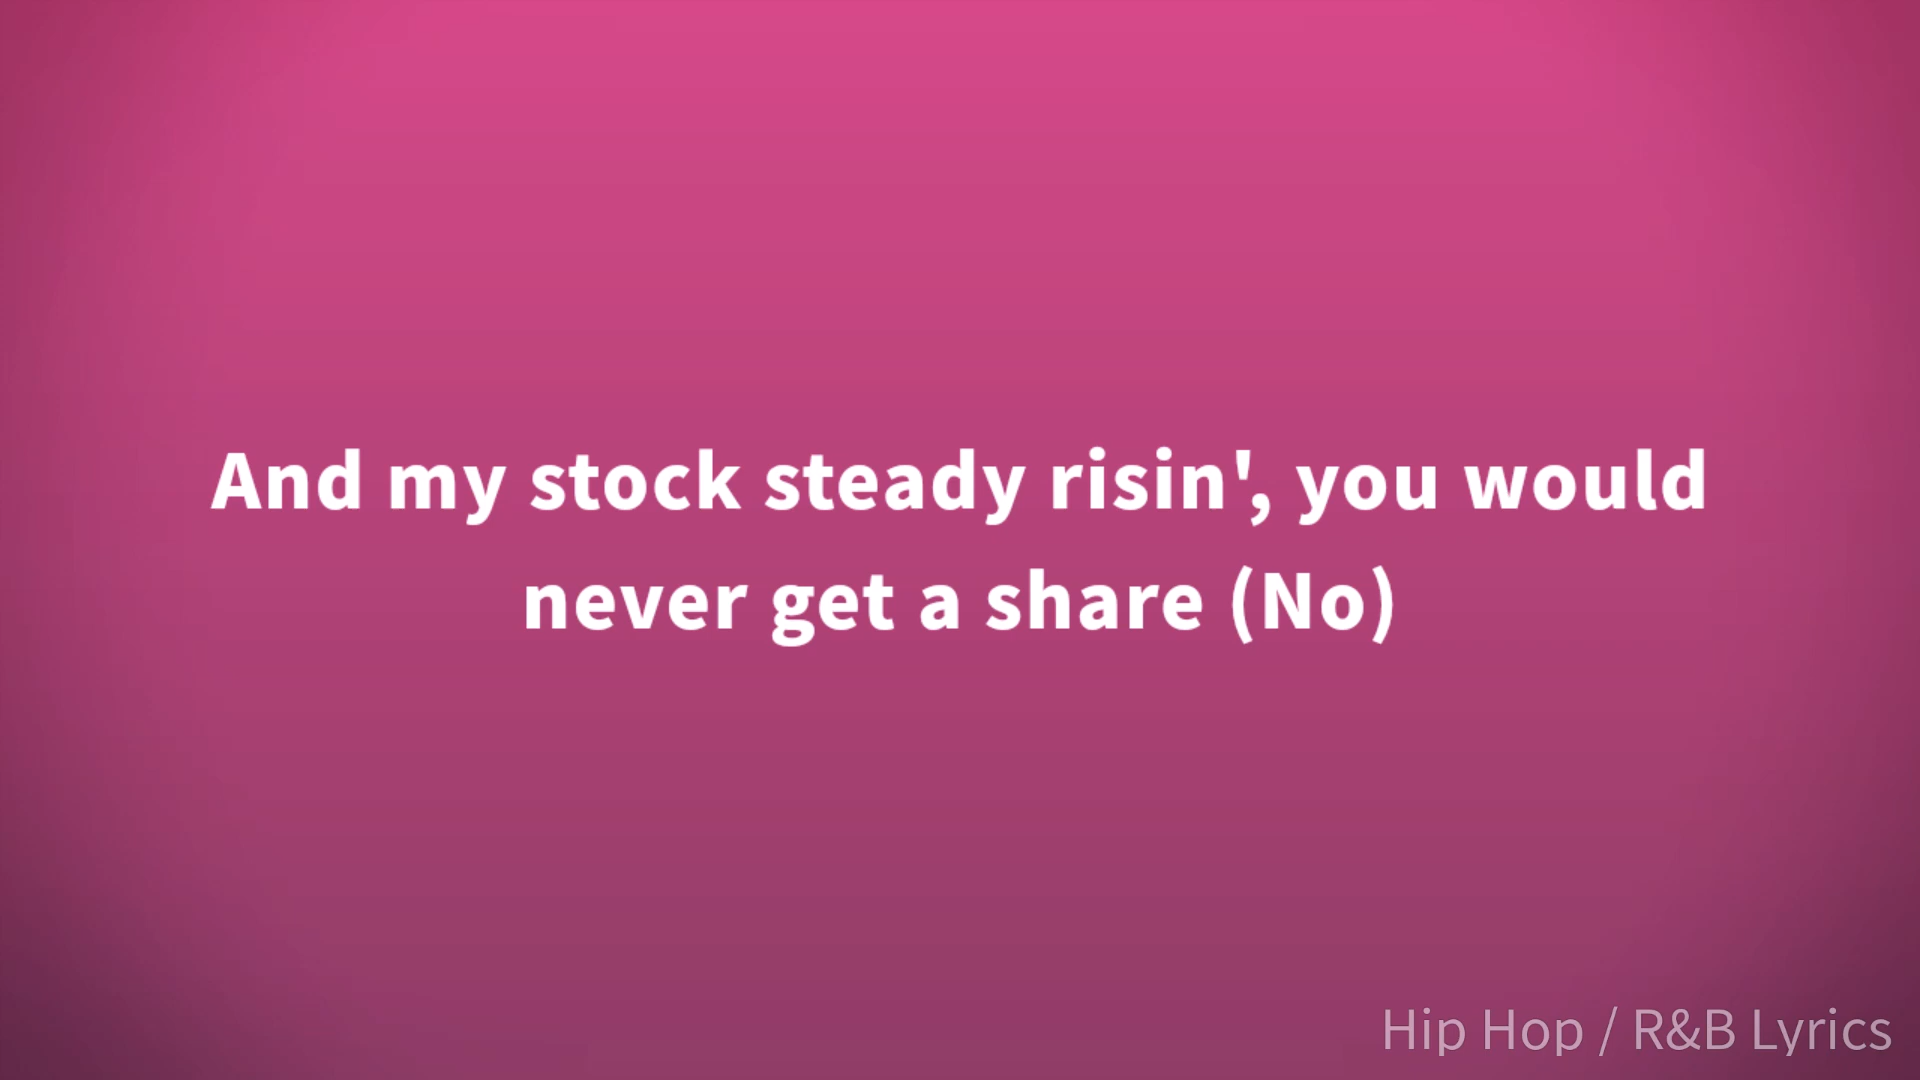 And my stock steady risin', you would
never get a share (No)
Hip Hop / R&B Lyrics